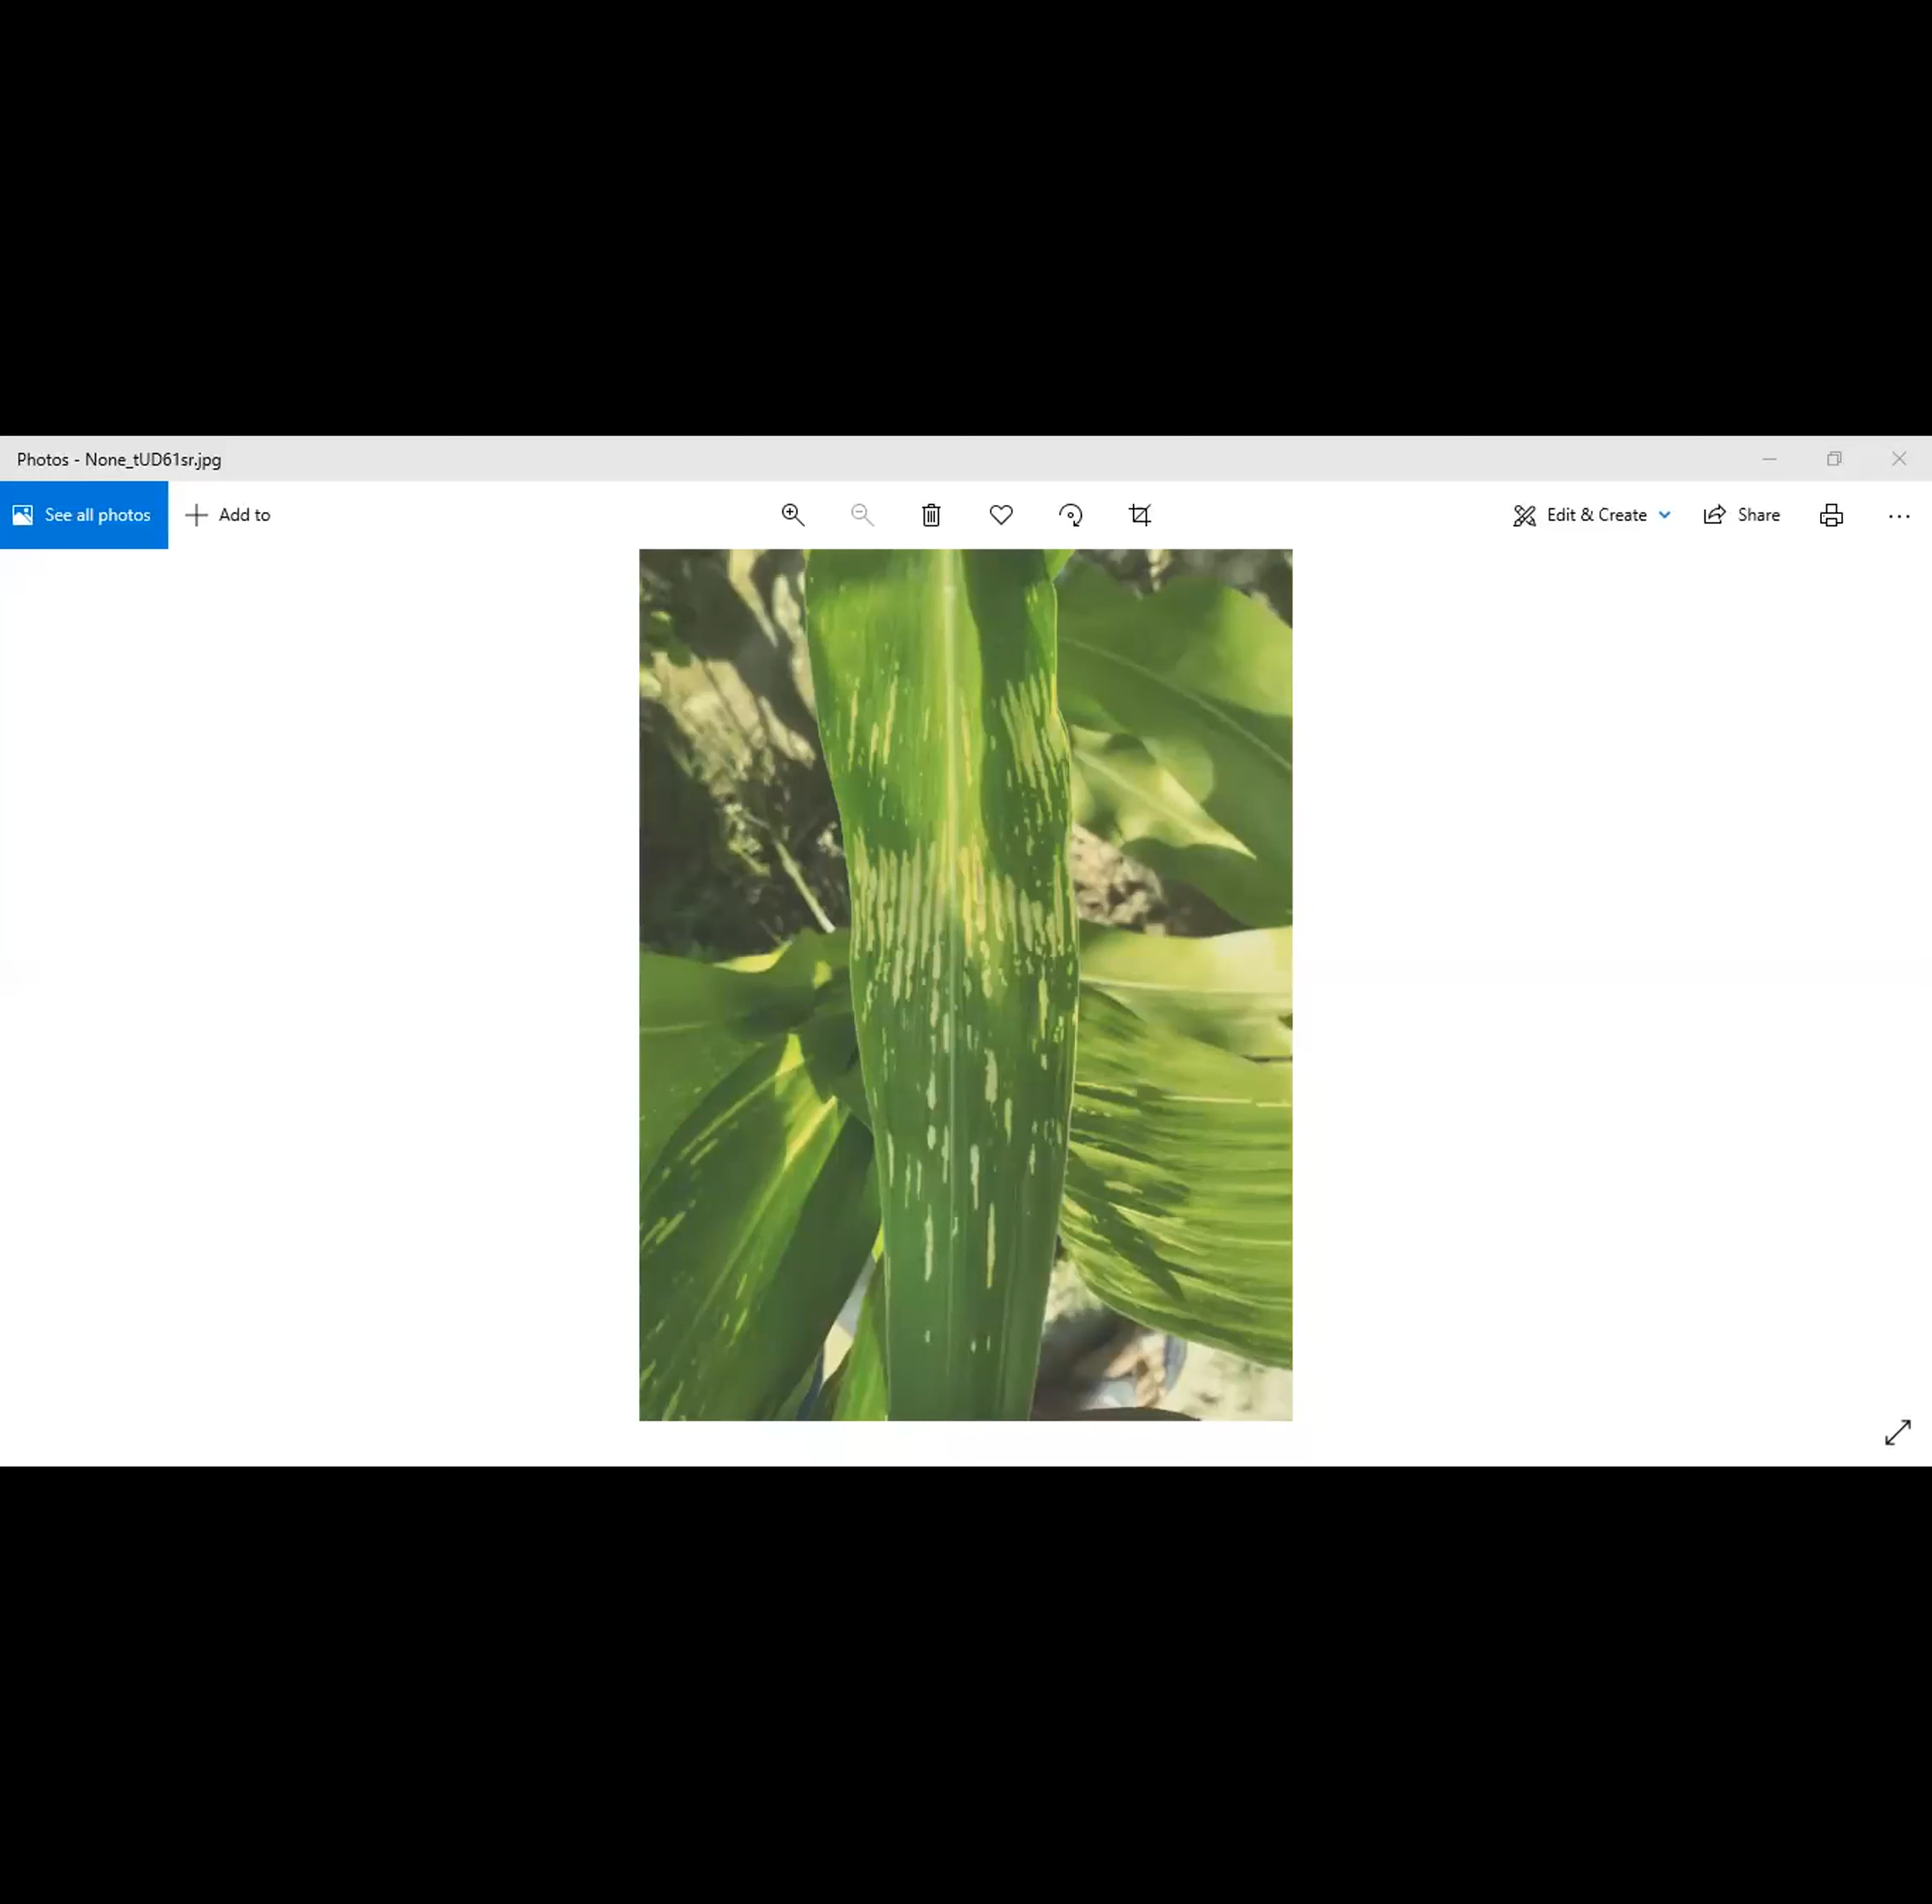 Photos - None_tUD61sr.jpg
See all photos
Add to
Edit & Create
Share